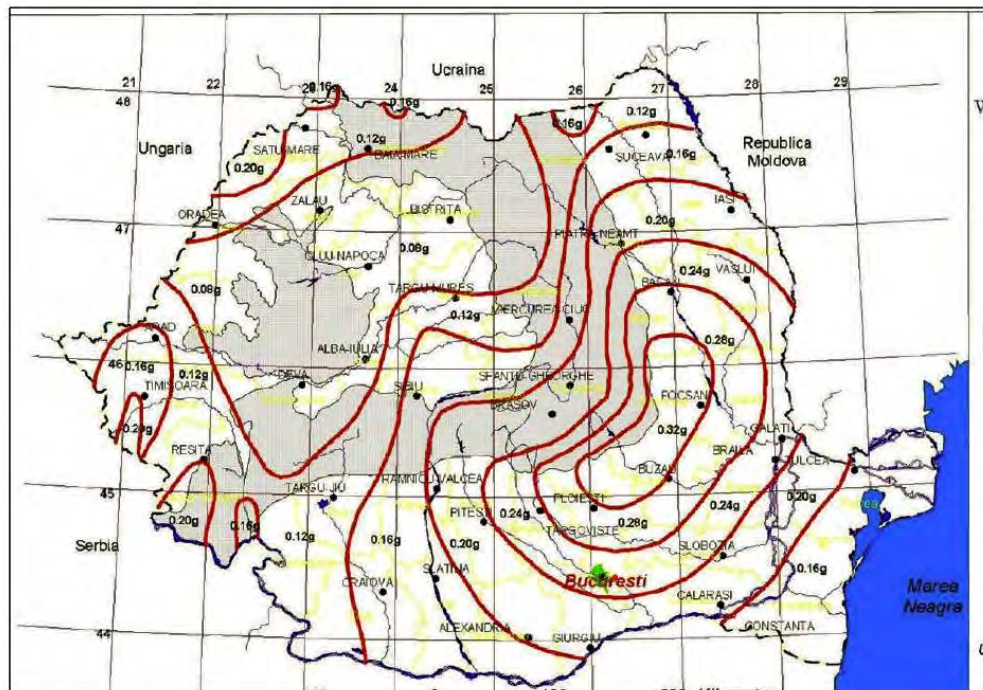 Ucraina
21 22 23 24 25 26 27 28 29
48
0.16g
0.16g
0.16g
0.12g
Ungaria
SATU-MARE
0.12g
BAIA-MARE
SUCEAVA
0.16g
Republica
Moldova
0.20g
ORADEA
ZALAU
BISTRITA
IASI
0.20g
47
PIATRA-NEAMT
0.08g
CLUJ-NAPOCA
0.24g
VASLUI
0.08g
TARGU-MURES
BACAU
0.12g
MIERCUREA-CIUC
ARAD
0.28g
ALBA-IULIA
46
0.16g
0.12g
DEVA
SIBIU
SFANTU-GHEORGHE
TIMISOARA
BRASOV
FOCSANI
0.20g
0.32g
GALATI
RESITA
BRAILA
TULCEA
BUZAU
45
TARGU-JIU
RAMNICU-VALCEA
PLOIESTI
0.20g
0.20g
0.16g
PITESTI
0.24g
0.24g
0.28g
TARGOVISTE
Serbia
0.12g
0.16g
0.20g
SLOBOZIA
0.16g
CRAIOVA
SLATINA
Bucuresti
CALARASI
Marea
Neagra
44
ALEXANDRIA
GIURGIU
CONSTANTA